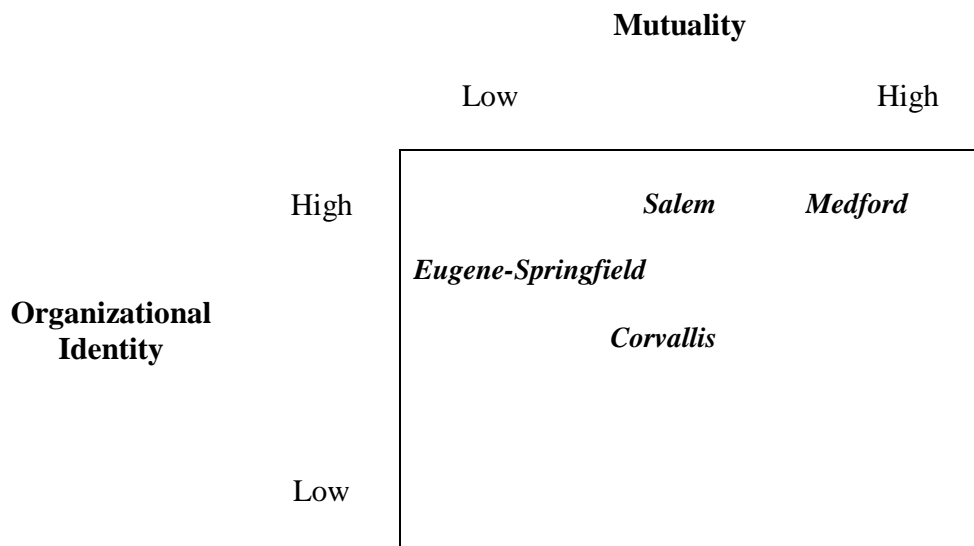 Mutuality
Low High
High Salem Medford
Eugene-Springfield
Organizational
Identity
Corvallis
Low